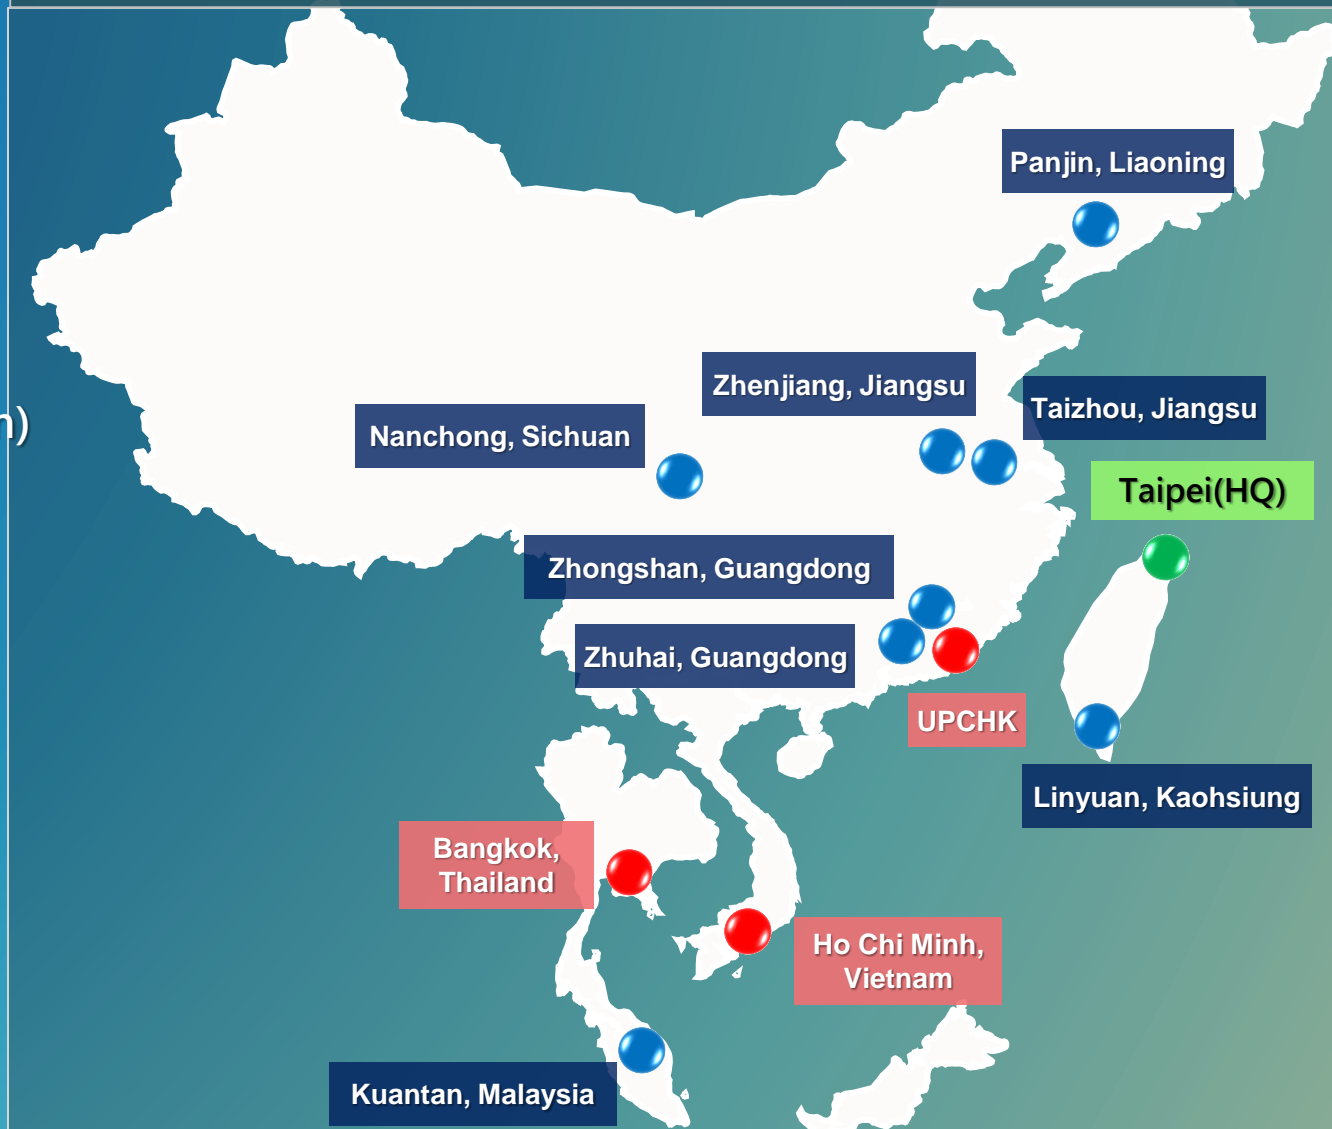 Panjin, Liaoning
Zhenjiang, Jiangsu
Taizhou, Jiangsu
n)
Nanchong, Sichuan
Taipei(HQ)
Zhongshan, Guangdong
Zhuhai, Guangdong
UPCHK
Linyuan, Kaohsiung
Bangkok,
Thailand
Ho Chi Minh,
Vietnam
Kuantan, Malaysia